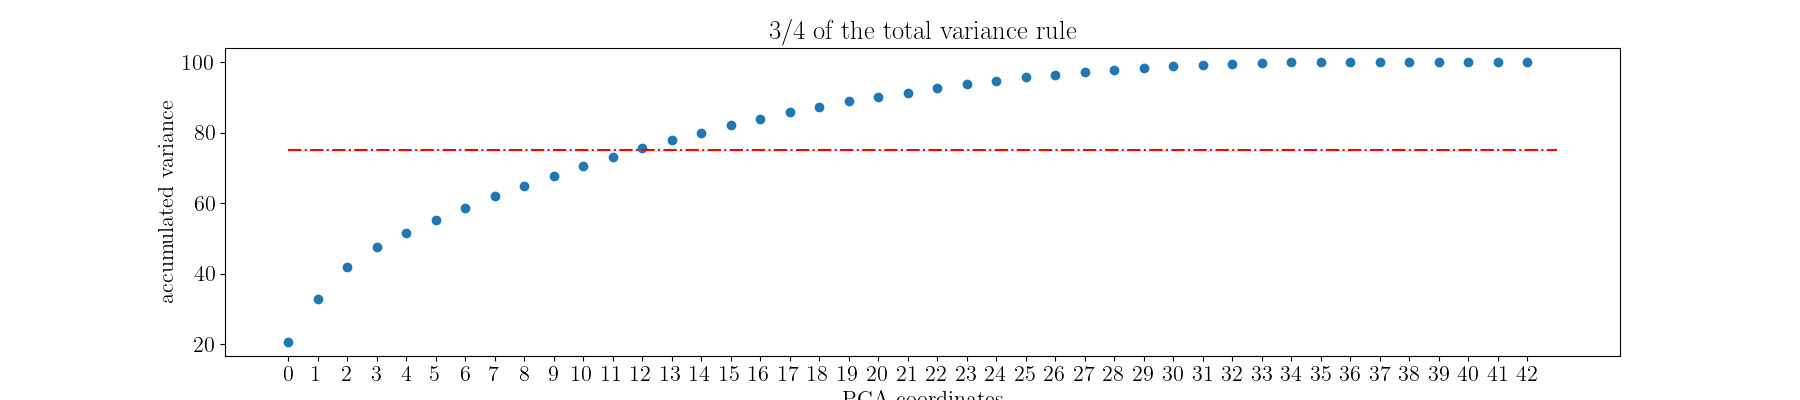 3/4 of the total variance rule
accumulated variance
100
80
60
40
20
0 1 2 3 4 5 6 7 8 9 10 11 12 13 14 15 16 17 18 19 20 21 22 23 24 25 26 27 28 29 30 31 32 33 34 35 36 37 38 39 40 41 42
PCA coordinates